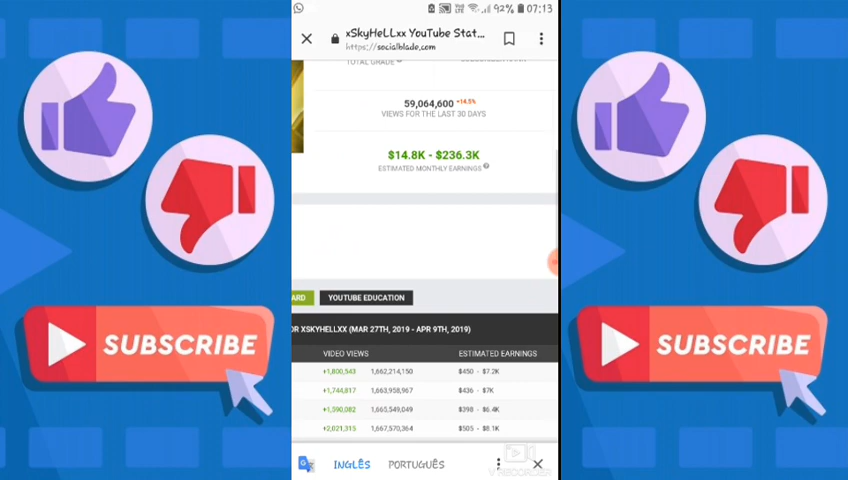 92% 07:13
xSkyHeLLxx YouTube Stat...
https://socialblade.com
TOTAL GRADE
SUBSCRIBER RANK
59,064,600 +14.5%
VIEWS FOR THE LAST 30 DAYS
$14.8K - $236.3K
ESTIMATED MONTHLY EARNINGS
ARD YOUTUBE EDUCATION
OR XSKYHELLXX (MAR 27TH, 2019 - APR 9TH, 2019)
VIDEO VIEWS ESTIMATED EARNINGS
+1,800,543 1,662,214,150 $450 - $7.2K
+1,744,817 1,663,958,967 $436 - $7K
+1,590,082 1,665,549,049 $398 - $6.4K
+2,021,315 1,667,570,364 $505 - $8.1K
INGLÊS PORTUGUÊS
V RECORDER
SUBSCRIBE
SUBSCRIBE